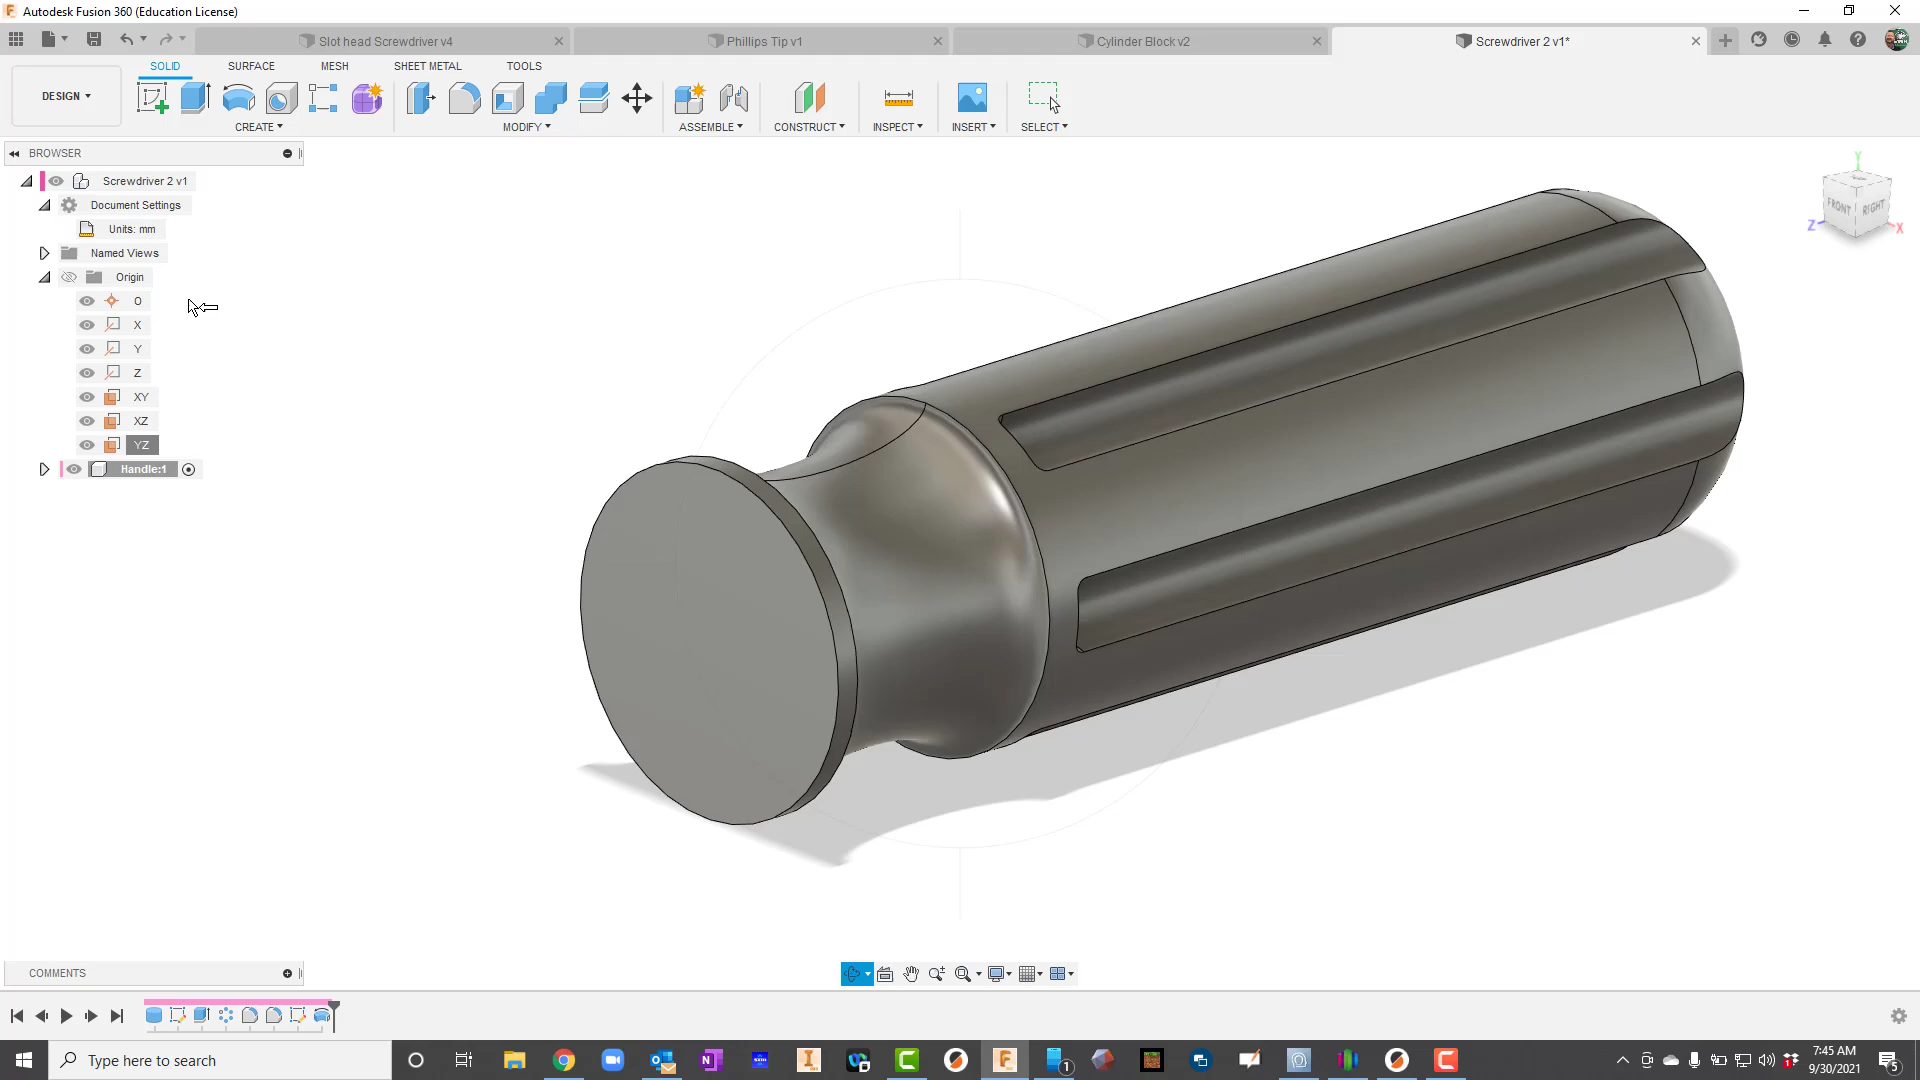 Autodesk Fusion 360 (Education License)
Slot head Screwdriver v4
Phillips Tip v1
Cylinder Block v2
Screwdriver 2 v1*
SOLID
SURFACE
MESH
SHEET METAL
TOOLS
DESIGN
CREATE
MODIFY
ASSEMBLE
CONSTRUCT
INSPECT
INSERT
SELECT
BROWSER
Screwdriver 2 v1
Document Settings
Units: mm
Named Views
Origin
O
X
Y
Z
XY
XZ
YZ
Handle:1
Y
FRONT
RIGHT
Z
X
COMMENTS
Type here to search
7:45 AM
9/30/2021